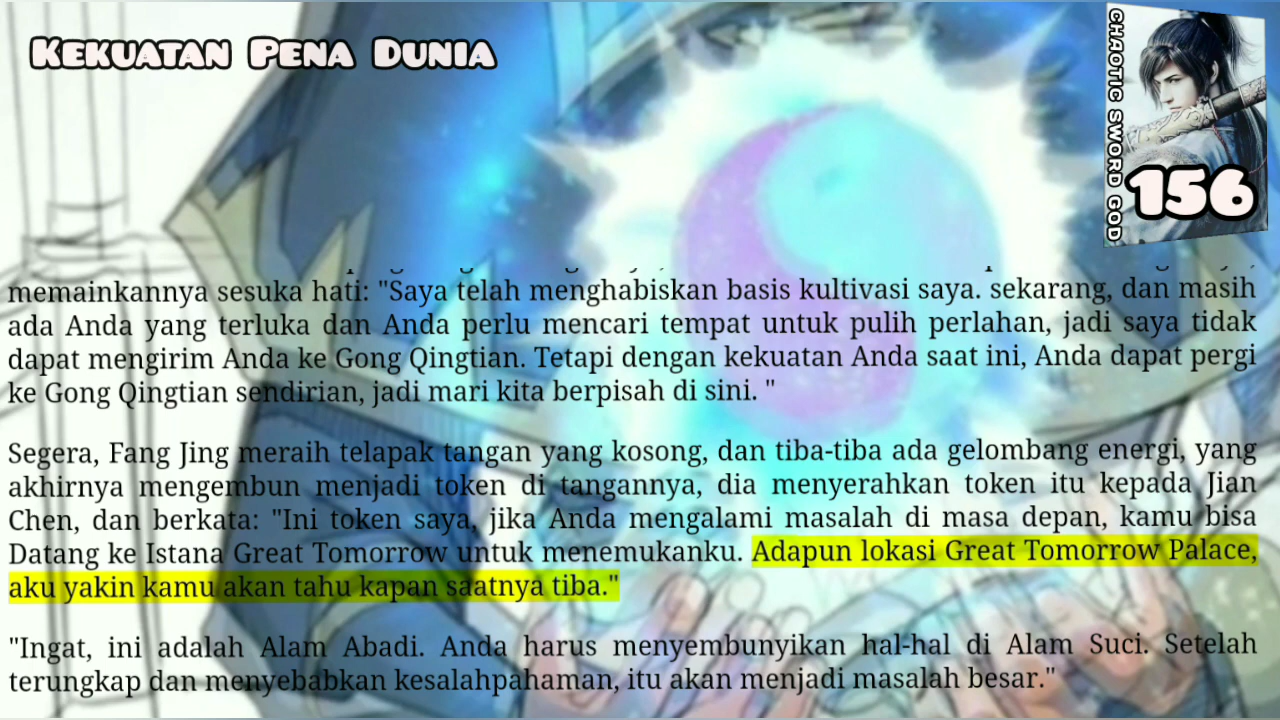 KEKUATAN PENA DUNIA
CHAOTIC SWORD GOD
156
memainkannya sesuka hati: "Saya telah menghabiskan basis kultivasi saya. sekarang, dan masih
ada Anda yang terluka dan Anda perlu mencari tempat untuk pulih perlahan, jadi saya tidak
dapat mengirim Anda ke Gong Qingtian. Tetapi dengan kekuatan Anda saat ini, Anda dapat pergi
ke Gong Qingtian sendirian, jadi mari kita berpisah di sini. "
Segera, Fang Jing meraih telapak tangan yang kosong, dan tiba-tiba ada gelombang energi, yang
akhirnya mengembun menjadi token di tangannya, dia menyerahkan token itu kepada Jian
Chen, dan berkata: "Ini token saya, jika Anda mengalami masalah di masa depan, kamu bisa
Datang ke Istana Great Tomorrow untuk menemukanku. Adapun lokasi Great Tomorrow Palace,
aku yakin kamu akan tahu kapan saatnya tiba."
"Ingat, ini adalah Alam Abadi. Anda harus menyembunyikan hal-hal di Alam Suci. Setelah
terungkap dan menyebabkan kesalahpahaman, itu akan menjadi masalah besar."